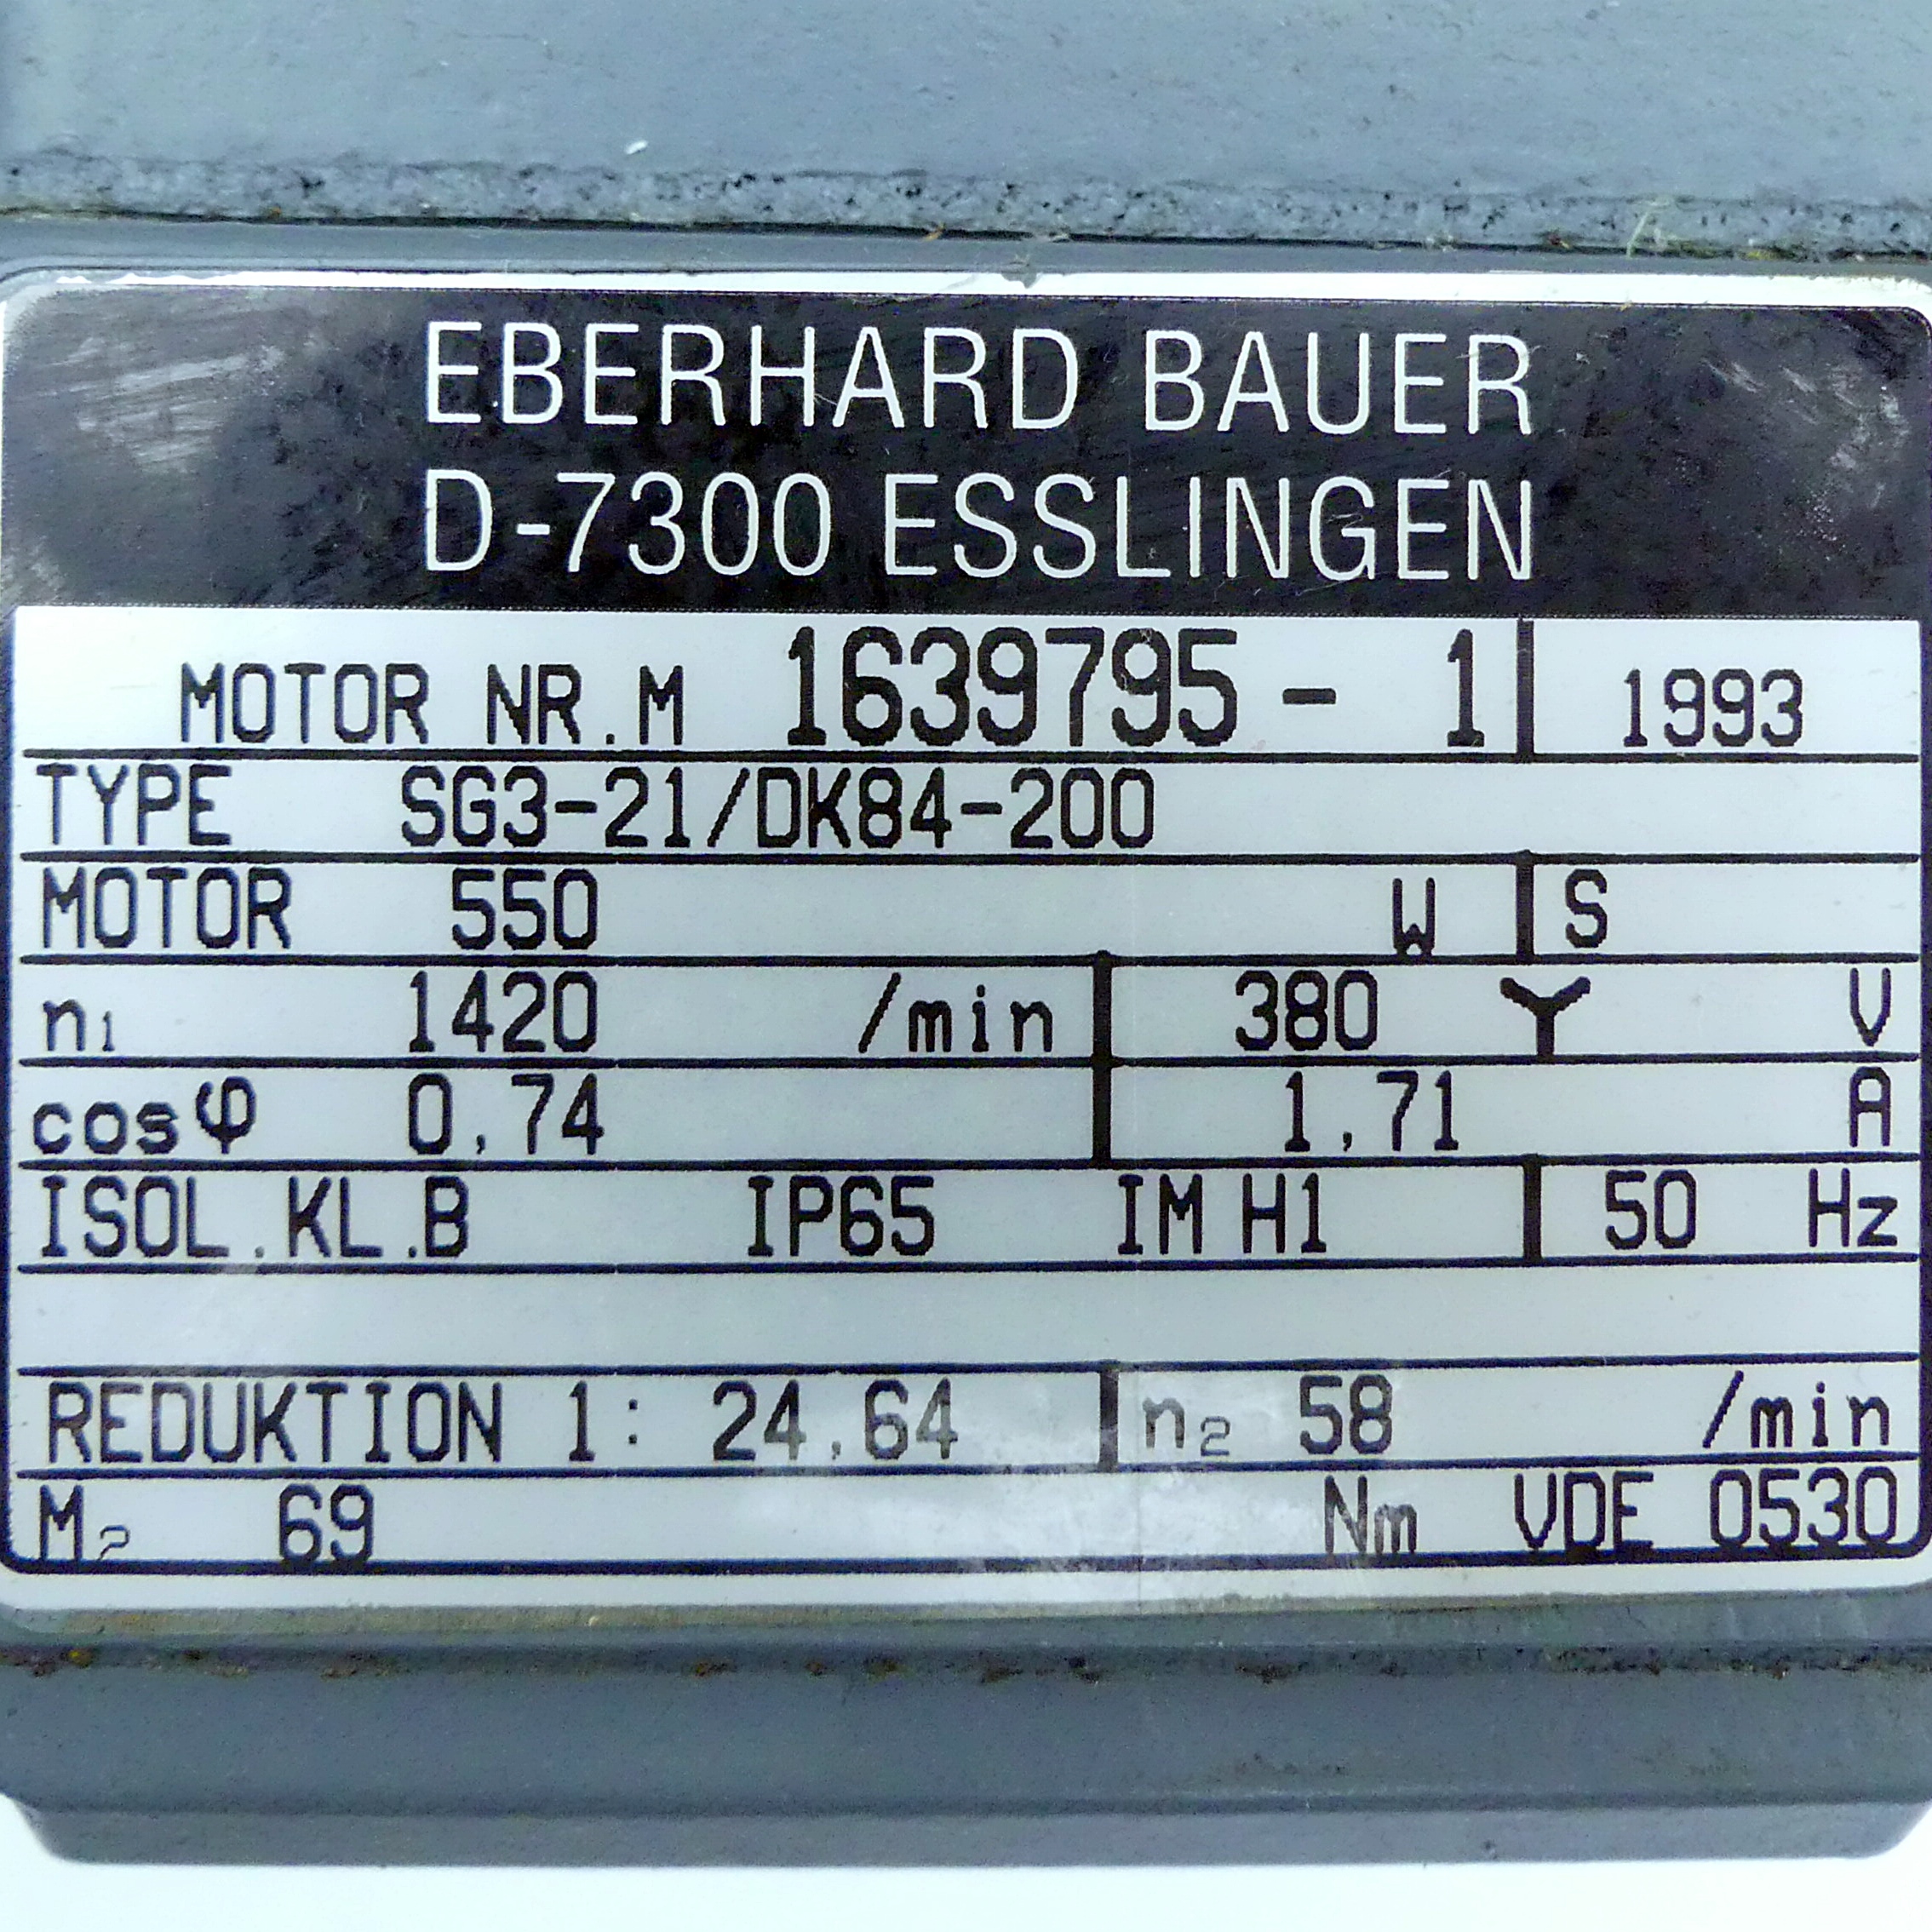 EBERHARD BAUER
D-7300 ESSLINGEN
MOTOR NR.M 1639795-1 1993
TYPE SG3-21/DK84-200
MOTOR 550 W S
n₁ 1420 /min 380 Y V
cosφ 0,74 1,71 A
ISOL.KL.B IP65 IM H1 50 Hz
REDUKTION 1: 24,64 n₂ 58 /min
M₂ 69 Nm VDE 0530